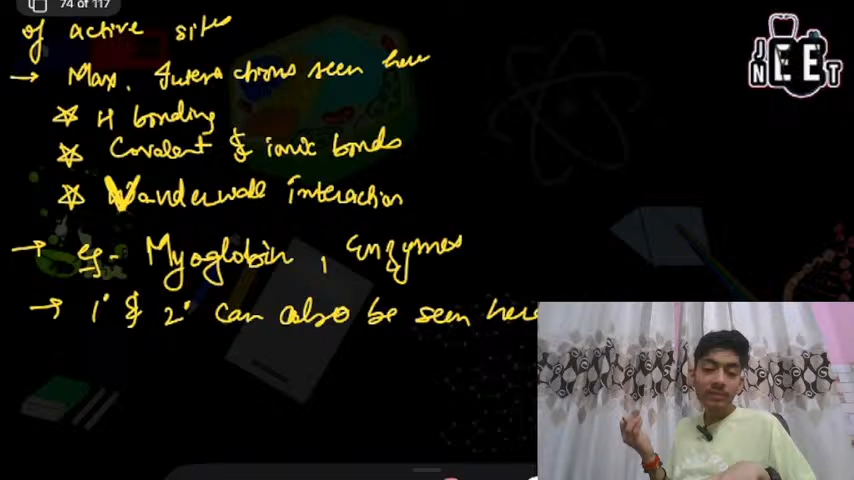 74 of 117
of active sites
→ Max. Interactions seen here
☆ H bonding
☆ Covalent & ionic bonds
☆ Vanderwall interaction
→ eg- Myoglobin, Enzymes
→ 1° & 2° can also be seen here
J
NEET